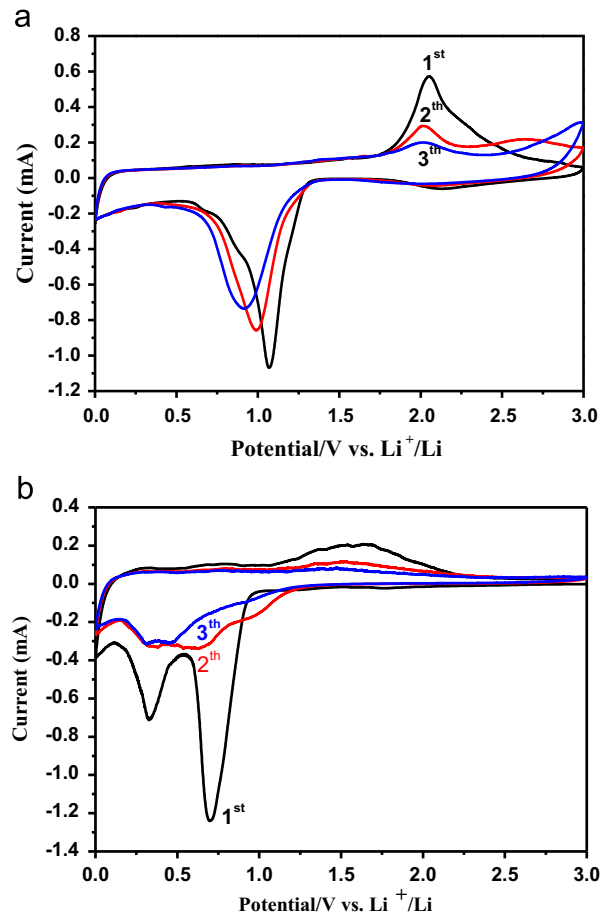 a
0.8
0.6
0.4
0.2
0.0
-0.2
-0.4
-0.6
-0.8
-1.0
-1.2
Current (mA)
1st
2th
3th
0.0 0.5 1.0 1.5 2.0 2.5 3.0
Potential/V vs. Li+/Li
b
0.4
0.2
0.0
-0.2
-0.4
-0.6
-0.8
-1.0
-1.2
-1.4
Current (mA)
3th
2th
1st
0.0 0.5 1.0 1.5 2.0 2.5 3.0
Potential/V vs. Li +/Li